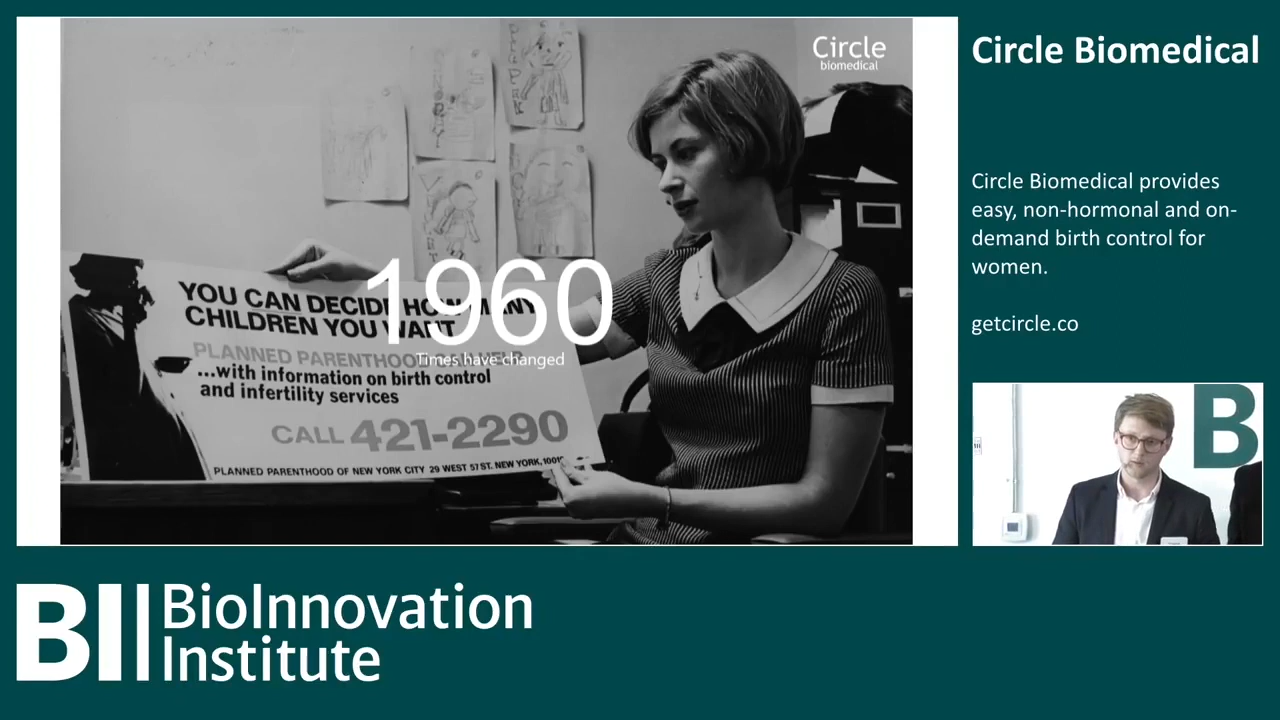 Circle
biomedical
YOU CAN DECIDE HOW MANY
CHILDREN YOU WANT
PLANNED PARENTHOOD CAN HELP
...with information on birth control
and infertility services
CALL 421-2290
PLANNED PARENTHOOD OF NEW YORK CITY 29 WEST 57 ST. NEW YORK,
1960
Times have changed
Circle Biomedical
Circle Biomedical provides
easy, non-hormonal and on-
demand birth control for
women.
getcircle.co
B
BII BioInnovation
Institute